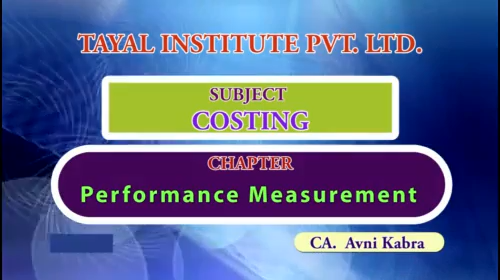 TAYAL INSTITUTE PVT. LTD.
SUBJECT
COSTING
CHAPTER
Performance Measurement
CA. Avni Kabra